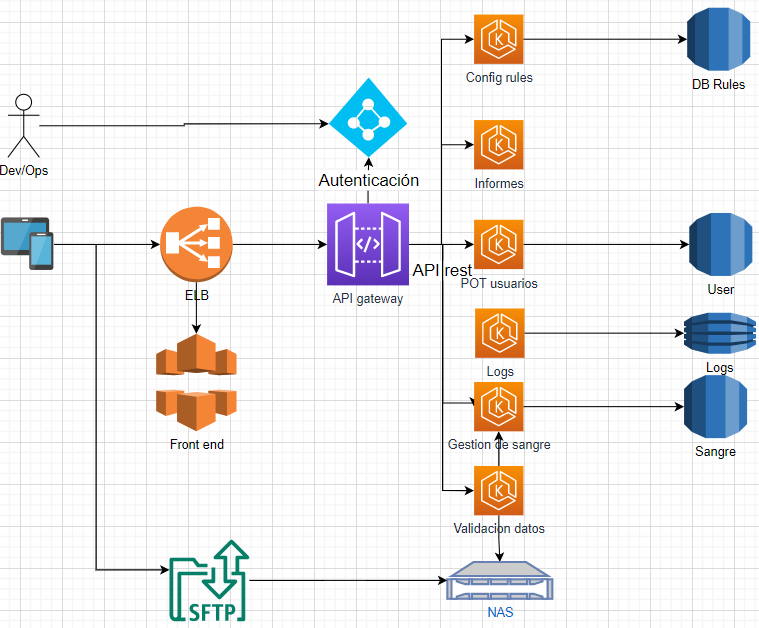 Config rules
DB Rules
Dev/Ops
Autenticación
Informes
ELB
API gateway
API rest
POT usuarios
User
Logs
Logs
Front end
Gestion de sangre
Sangre
Validacion datos
SFTP
NAS
K
K
K
K
K
K